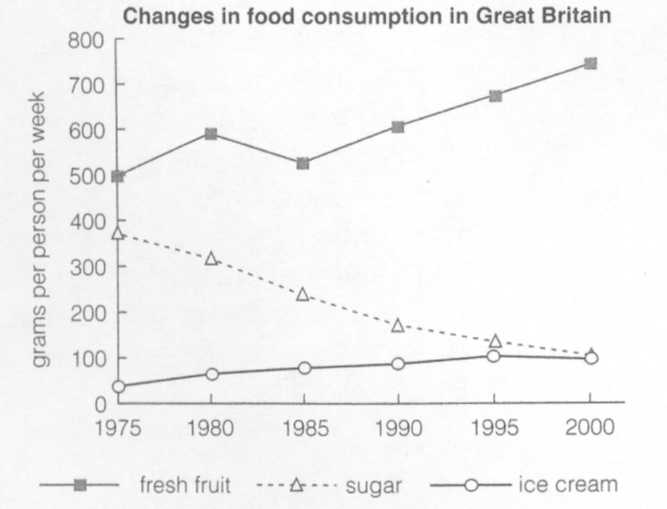 Changes in food consumption in Great Britain
800
700
600
500
400
300
200
100
0
grams per person per week
1975 1980 1985 1990 1995 2000
fresh fruit sugar ice cream